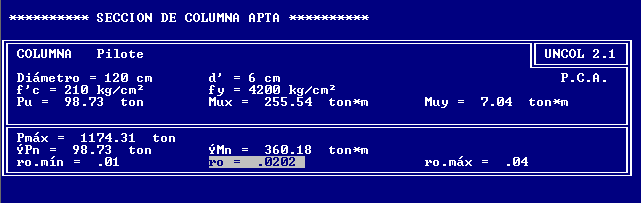 ********** SECCION DE COLUMNA APTA **********
COLUMNA Pilote UNCOL 2.1
Diámetro = 120 cm d' = 6 cm P.C.A.
f'c = 210 kg/cm² fy = 4200 kg/cm²
Pu = 98.73 ton Mux = 255.54 ton*m Muy = 7.04 ton*m
Pmáx = 1174.31 ton
ÝPn = 98.73 ton ÝMn = 360.18 ton*m
ro.mín = .01 ro = .0202 ro.máx = .04